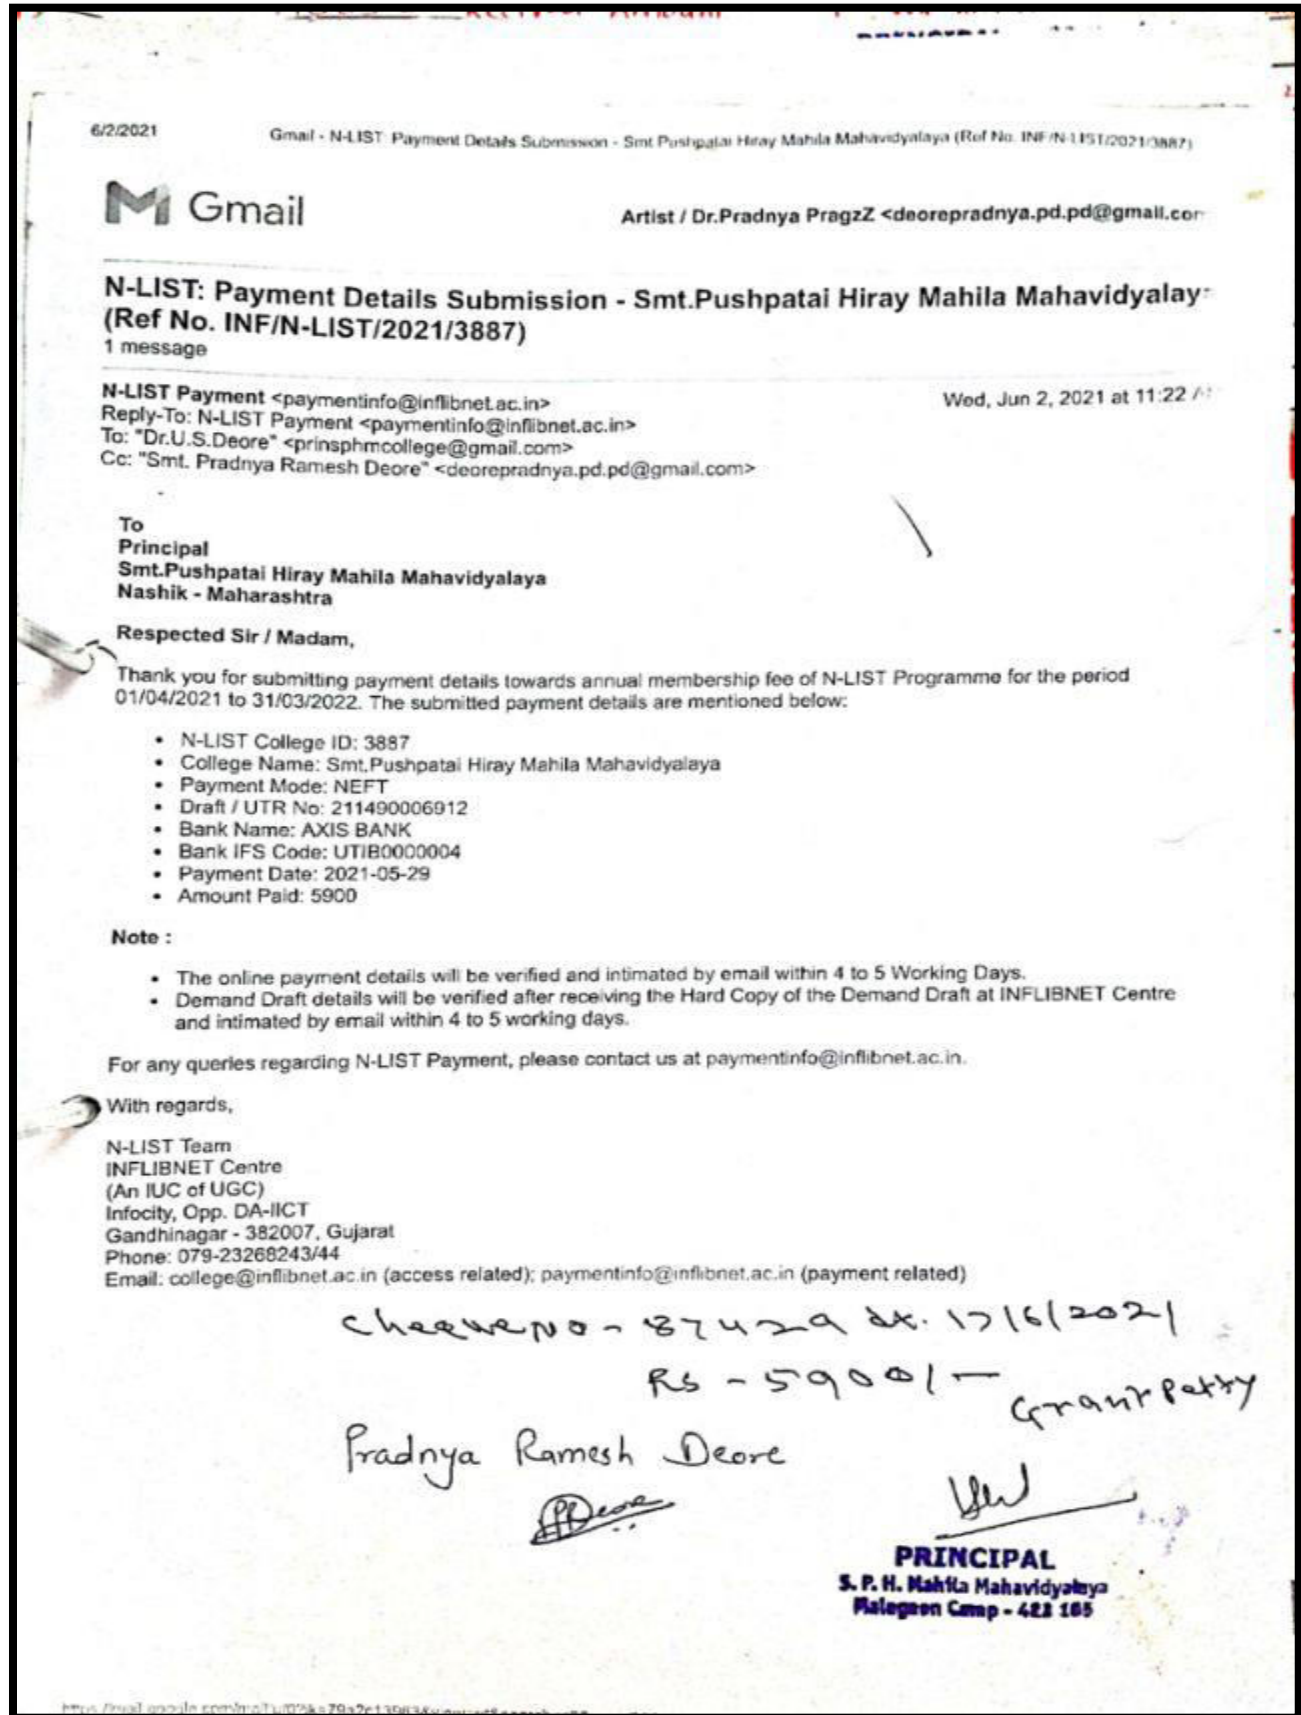 6/2/2021 Gmail - N-LIST: Payment Details Submission - Smt Pushpatai Hiray Mahila Mahavidyalaya (Ref No. INF/N-LIST/2021/3887)
Gmail
Artist / Dr.Pradnya PragzZ <deorepradnya.pd.pd@gmail.com
N-LIST: Payment Details Submission - Smt.Pushpatai Hiray Mahila Mahavidyalay
(Ref No. INF/N-LIST/2021/3887)
1 message
N-LIST Payment <paymentinfo@inflibnet.ac.in> Wed, Jun 2, 2021 at 11:22
Reply-To: N-LIST Payment <paymentinfo@inflibnet.ac.in>
To: "Dr.U.S.Deore" <prinsphmcollege@gmail.com>
Cc: "Smt. Pradnya Ramesh Deore" <deorepradnya.pd.pd@gmail.com>
To
Principal
Smt.Pushpatai Hiray Mahila Mahavidyalaya
Nashik - Maharashtra
Respected Sir / Madam,
Thank you for submitting payment details towards annual membership fee of N-LIST Programme for the period
01/04/2021 to 31/03/2022. The submitted payment details are mentioned below:
• N-LIST College ID: 3887
• College Name: Smt.Pushpatai Hiray Mahila Mahavidyalaya
• Payment Mode: NEFT
• Draft / UTR No: 211490006912
• Bank Name: AXIS BANK
• Bank IFS Code: UTIB0000004
• Payment Date: 2021-05-29
• Amount Paid: 5900
Note :
• The online payment details will be verified and intimated by email within 4 to 5 Working Days.
• Demand Draft details will be verified after receiving the Hard Copy of the Demand Draft at INFLIBNET Centre
and intimated by email within 4 to 5 working days.
For any queries regarding N-LIST Payment, please contact us at paymentinfo@inflibnet.ac.in.
With regards,
N-LIST Team
INFLIBNET Centre
(An IUC of UGC)
Infocity, Opp. DA-IICT
Gandhinagar - 382007, Gujarat
Phone: 079-23268243/44
Email: college@inflibnet.ac.in (access related); paymentinfo@inflibnet.ac.in (payment related)
Cheque No - 87429 dt. 17/6/2021
Rs - 5900/-
Grant Petty
Pradnya Ramesh Deore
PRDeore
PRINCIPAL
S. P. H. Mahila Mahavidyalaya
Malegaon Camp - 423 105